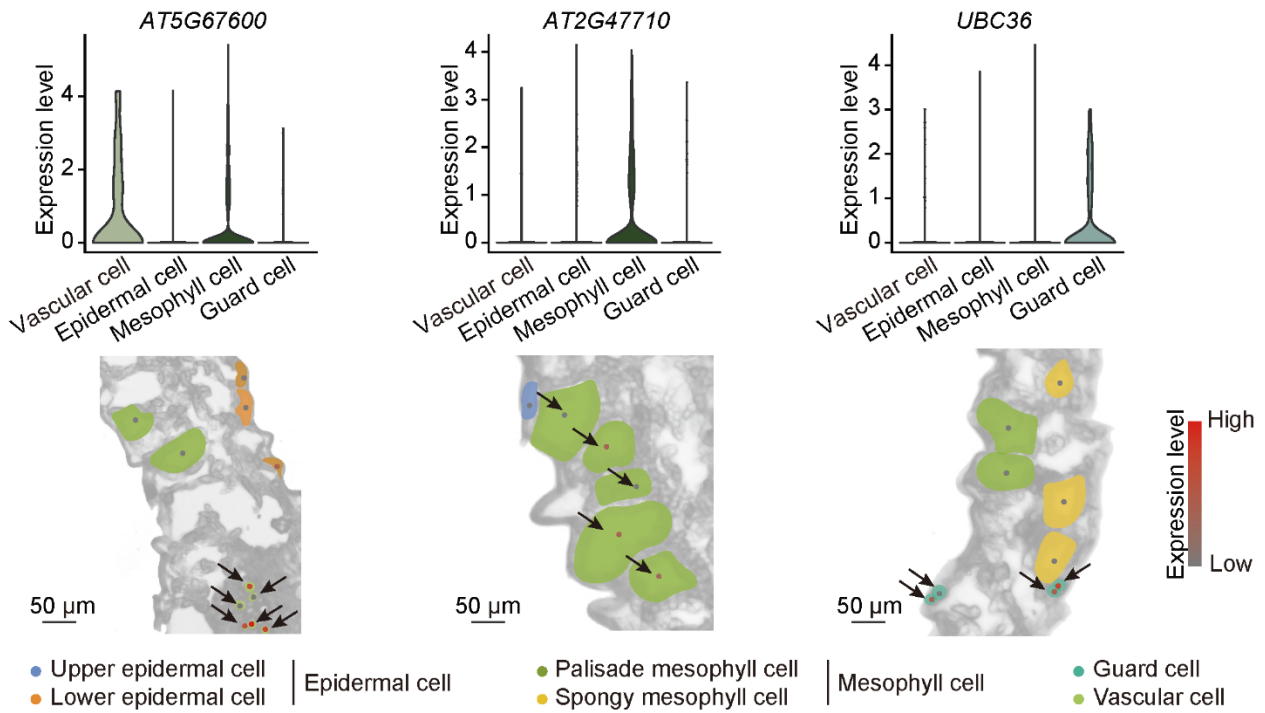 AT5G67600
AT2G47710
UBC36
Expression level
4
2
0
Vascular cell
Epidermal cell
Mesophyll cell
Guard cell
Expression level
4
3
2
1
0
Vascular cell
Epidermal cell
Mesophyll cell
Guard cell
Expression level
4
3
2
1
0
Vascular cell
Epidermal cell
Mesophyll cell
Guard cell
50 µm
50 µm
50 µm
Expression level
High
Low
Upper epidermal cell
Lower epidermal cell
Epidermal cell
Palisade mesophyll cell
Spongy mesophyll cell
Mesophyll cell
Guard cell
Vascular cell